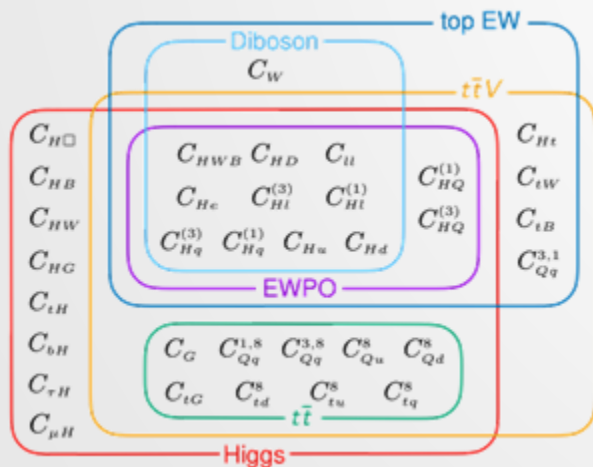 top EW
Diboson
C_W
tt̄V
C_{H□}
C_{HB}
C_{HW}
C_{HG}
C_{tH}
C_{bH}
C_{τH}
C_{μH}
C_{HWB} C_{HD} C_{ll}
C_{He} C_{Hl}^{(3)} C_{Hl}^{(1)}
C_{Hq}^{(3)} C_{Hq}^{(1)} C_{Hu} C_{Hd}
C_{HQ}^{(1)}
C_{HQ}^{(3)}
C_{Ht}
C_{tW}
C_{tB}
C_{Qq}^{3,1}
EWPO
C_G C_{Qq}^{1,8} C_{Qq}^{3,8} C_{Qu}^{8} C_{Qd}^{8}
C_{tG} C_{td}^{8} C_{tu}^{8} C_{tq}^{8}
tt̄
Higgs